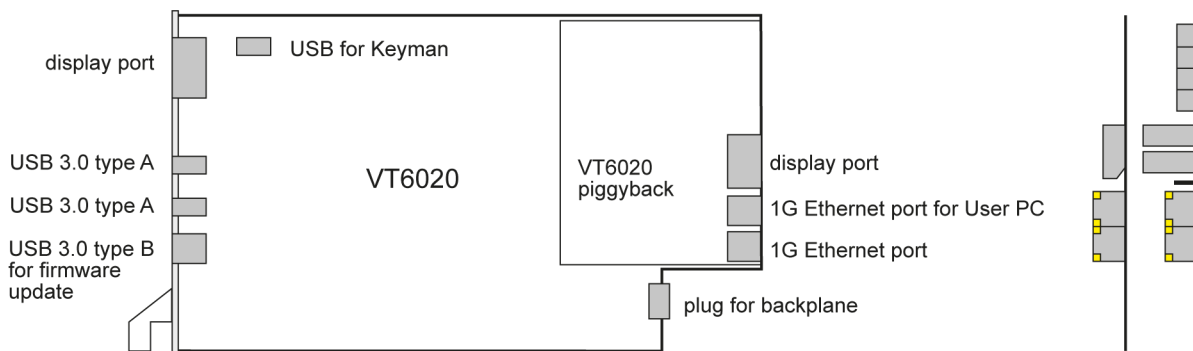 display port
USB for Keyman
USB 3.0 type A
USB 3.0 type A
USB 3.0 type B
for firmware
update
VT6020
VT6020
piggyback
display port
1G Ethernet port for User PC
1G Ethernet port
plug for backplane